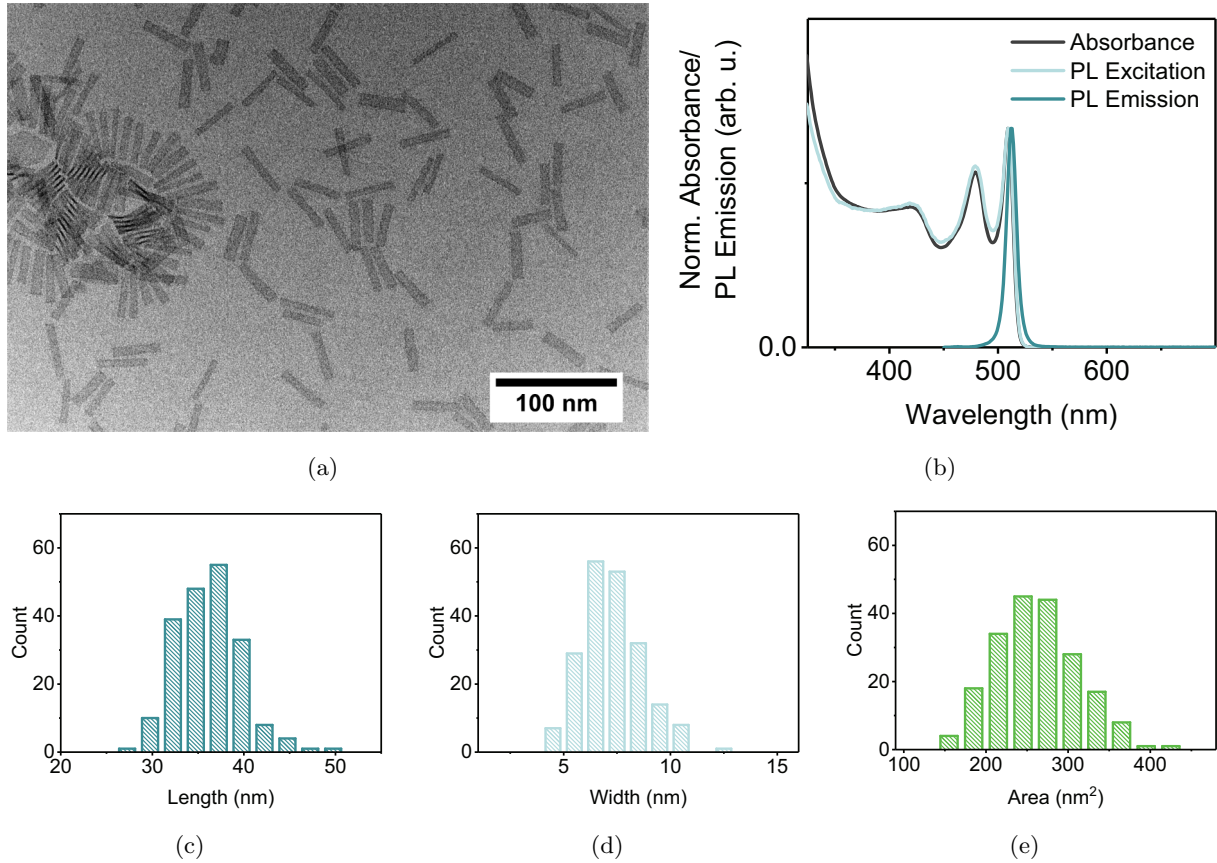 100 nm
(a)
Norm. Absorbance/
PL Emission (arb. u.)
Absorbance
PL Excitation
PL Emission
0.0
400 500 600
Wavelength (nm)
(b)
Count
60
40
20
0
20 30 40 50
Length (nm)
(c)
Count
60
40
20
0
5 10 15
Width (nm)
(d)
Count
60
40
20
0
100 200 300 400
Area (nm²)
(e)